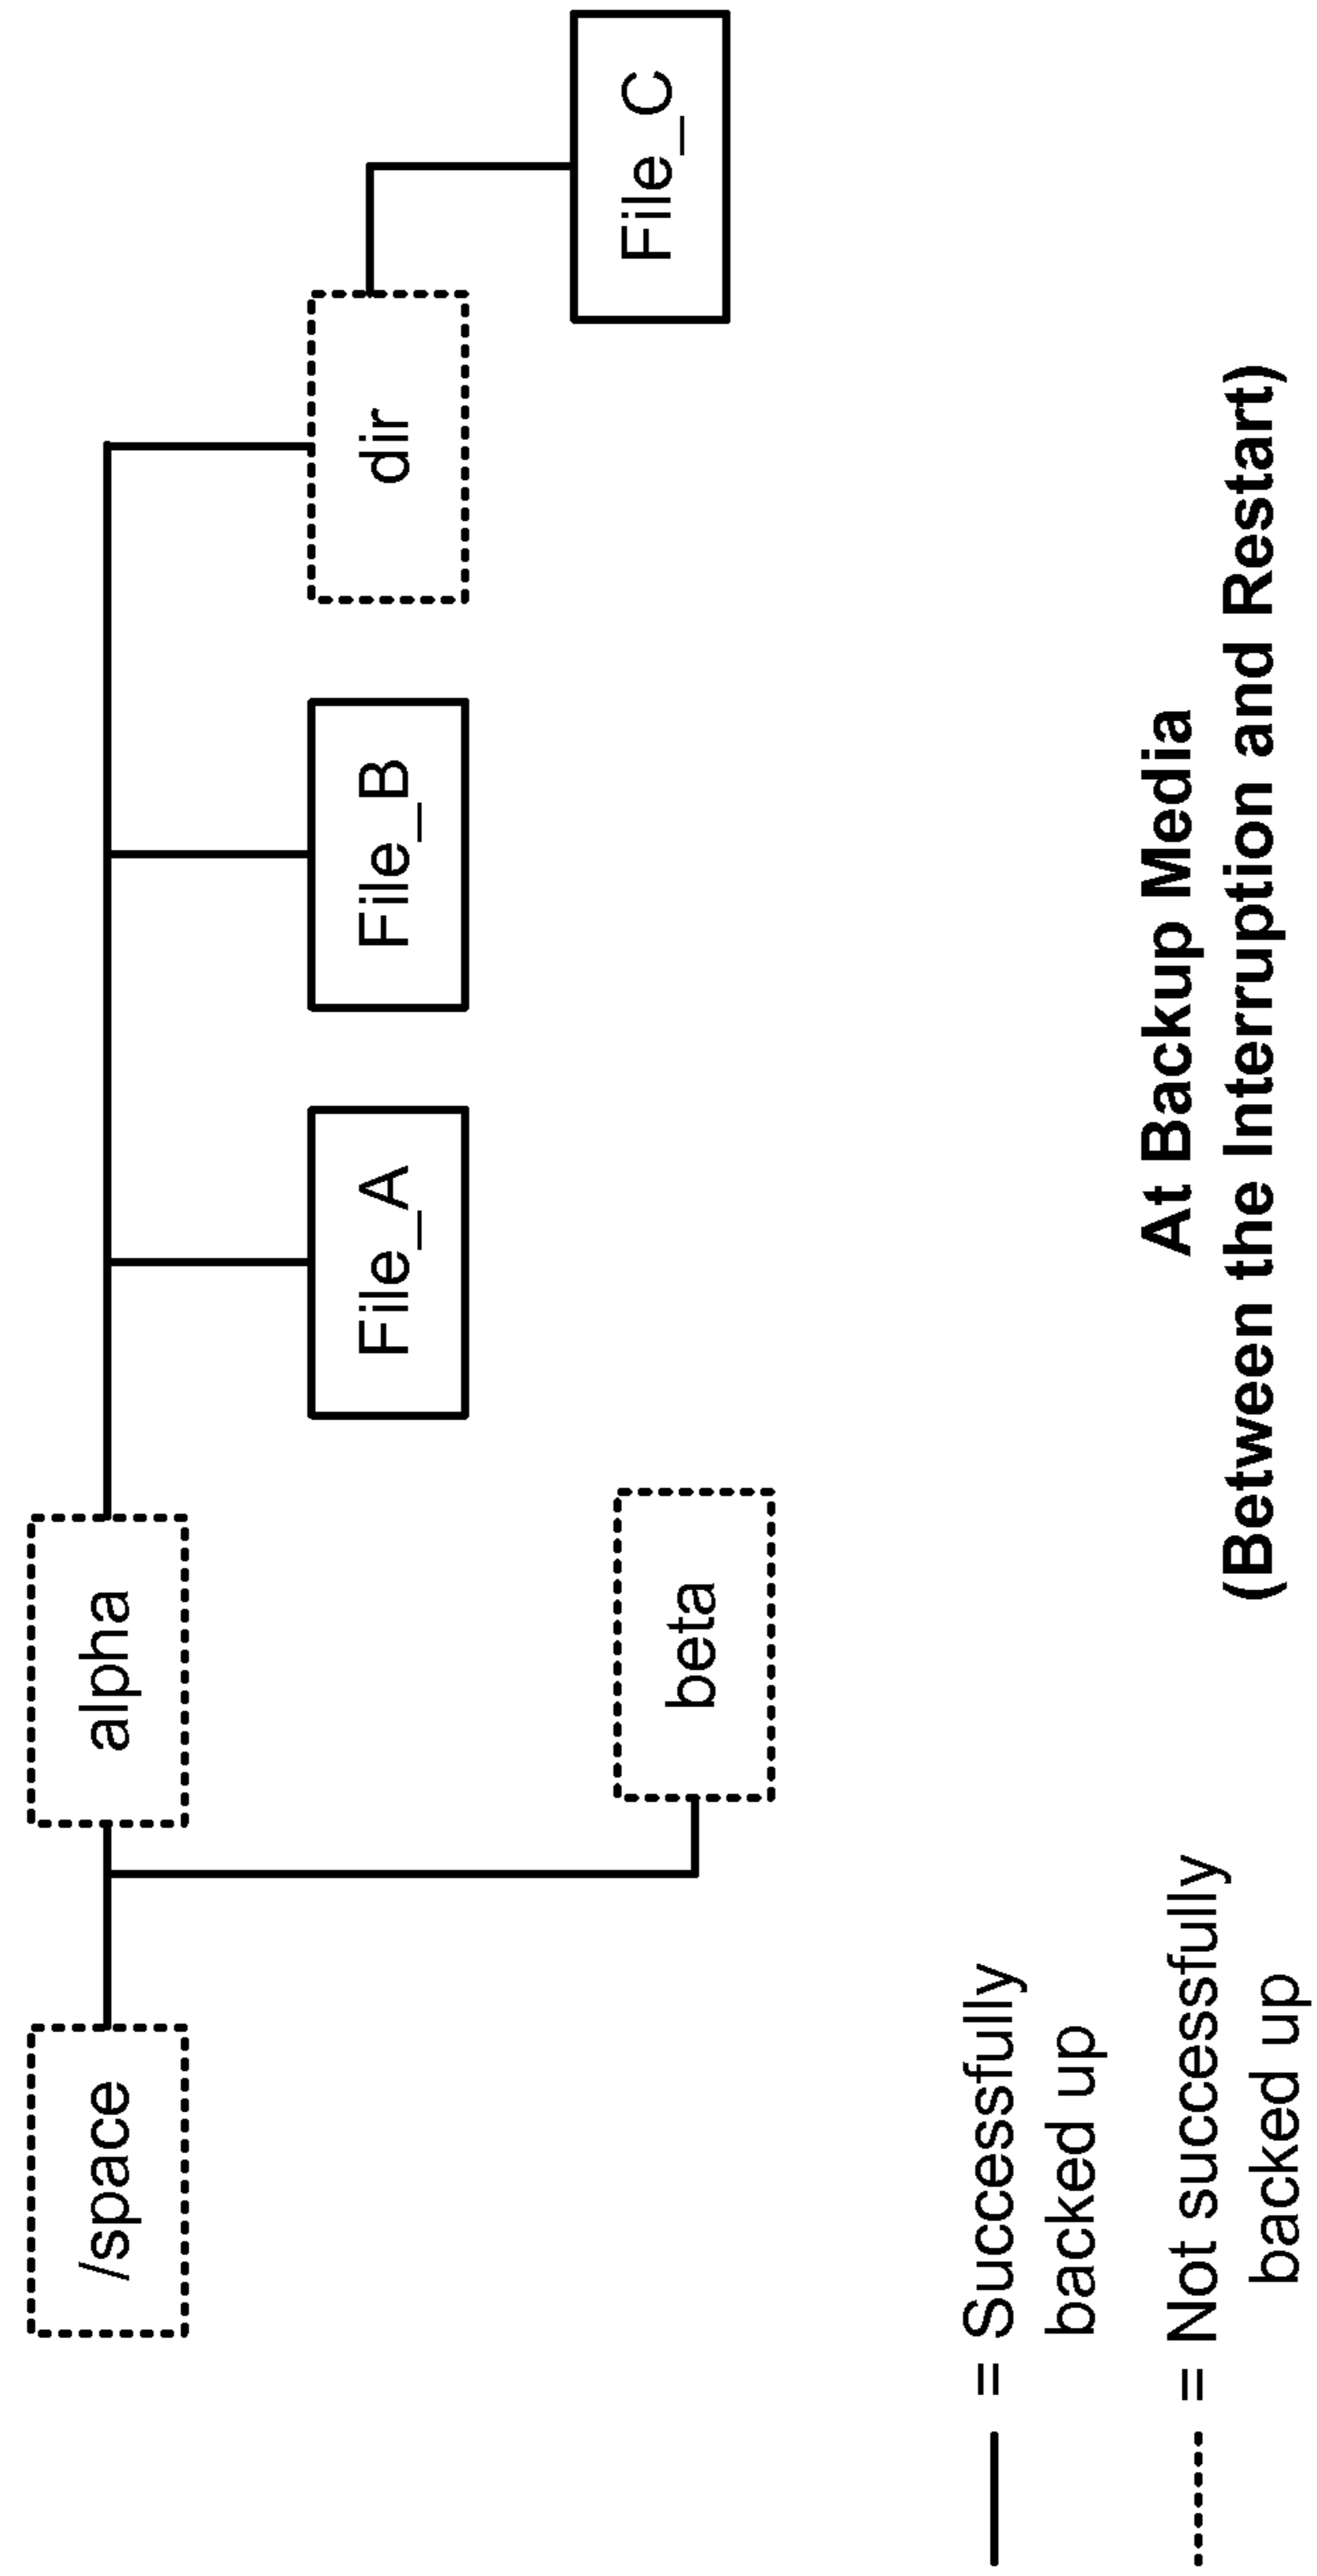 /space
alpha
File_A
File_B
dir
File_C
beta
= Successfully
backed up
= Not successfully
backed up
At Backup Media
(Between the Interruption and Restart)